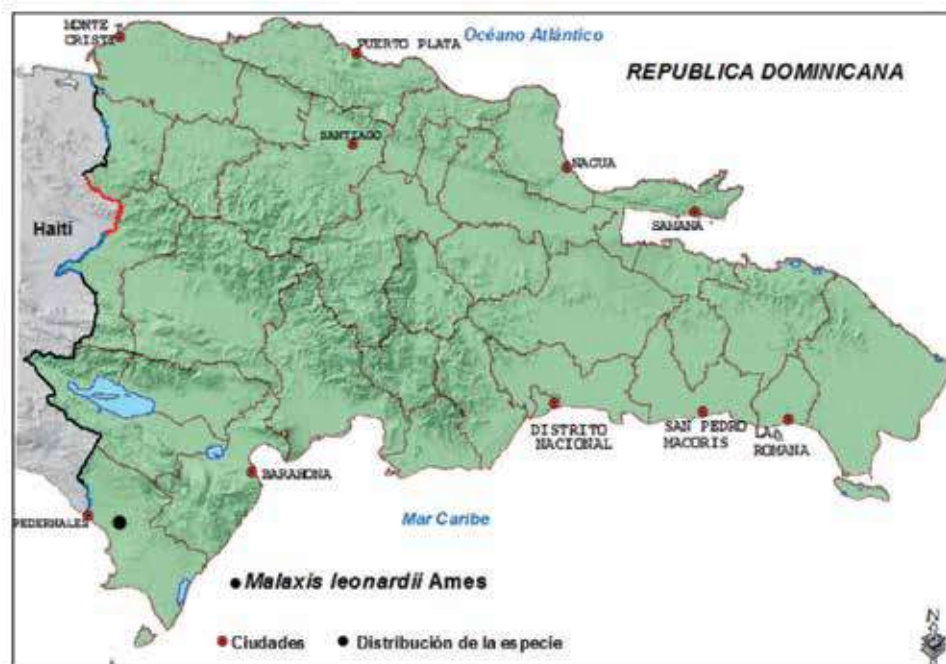 MONTE
CRISTI
PUERTO PLATA
Océano Atlántico
REPUBLICA DOMINICANA
SANTIAGO
NAGUA
SAMANA
Haití
DISTRITO
NACIONAL
SAN PEDRO
MACORIS
LA
ROMANA
BARAHONA
PEDERNALES
Mar Caribe
Malaxis leonardii Ames
Ciudades
Distribución de la especie
N